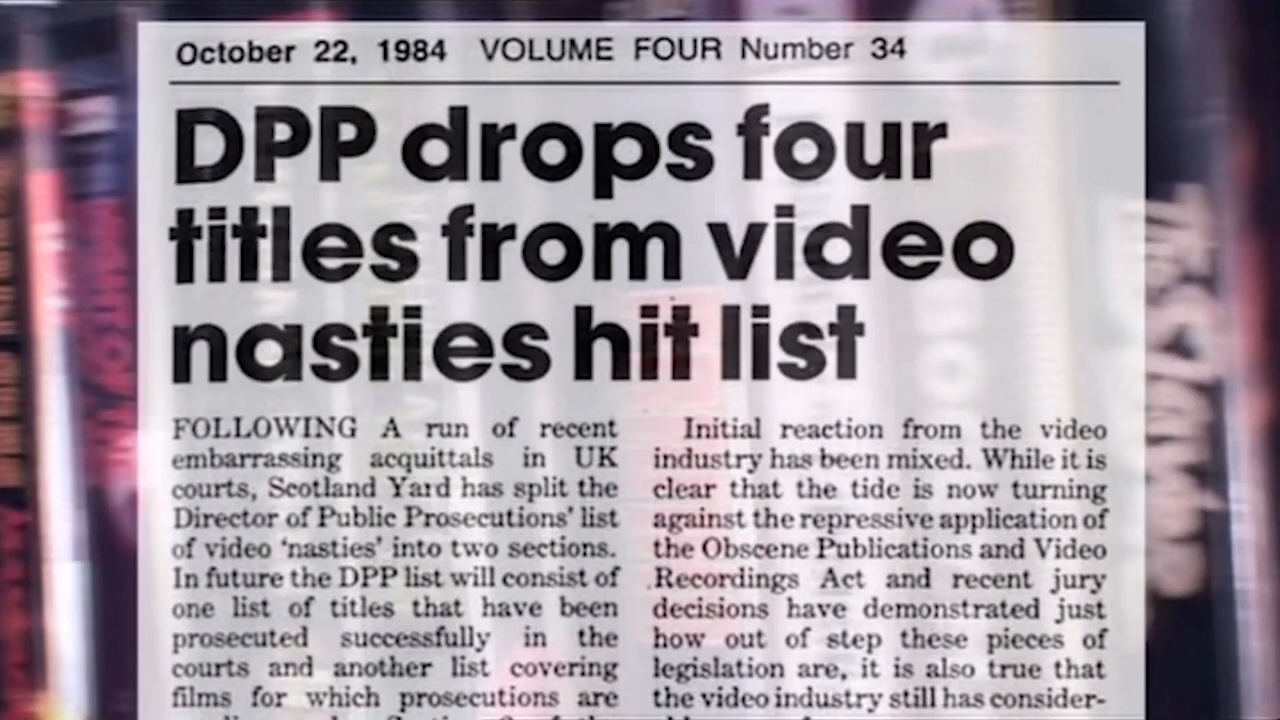 October 22, 1984 VOLUME FOUR Number 34
DPP drops four
titles from video
nasties hit list
FOLLOWING A run of recent
embarrassing acquittals in UK
courts, Scotland Yard has split the
Director of Public Prosecutions' list
of video 'nasties' into two sections.
In future the DPP list will consist of
one list of titles that have been
prosecuted successfully in the
courts and another list covering
films for which prosecutions are
Initial reaction from the video
industry has been mixed. While it is
clear that the tide is now turning
against the repressive application of
the Obscene Publications and Video
Recordings Act and recent jury
decisions have demonstrated just
how out of step these pieces of
legislation are, it is also true that
the video industry still has consider-